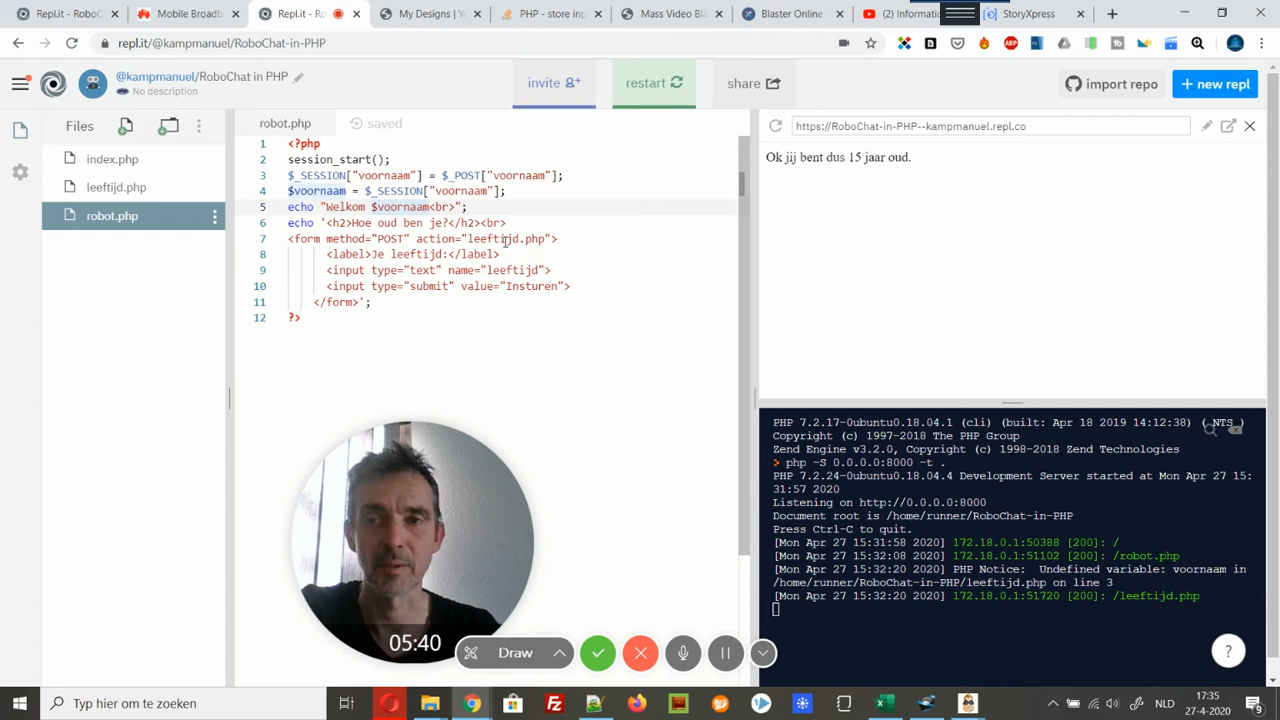 Repl.it - Repo
Mobile Broad
Repl.it - Ro
My Designs | Ye
PHP - store inp
Mass Video Bo
Blaster Online
(1) Informati
StoryXpress
repl.it/@kampmanuel/RoboChat-in-PHP
@kampmanuel/RoboChat in PHP
No description
invite
restart
share
import repo
+ new repl
Files
index.php
leeftijd.php
robot.php
robot.php
saved
1 <?php
2 session_start();
3 $_SESSION["voornaam"] = $_POST["voornaam"];
4 $voornaam = $_SESSION["voornaam"];
5 echo "Welkom $voornaam<br>";
6 echo '<h2>Hoe oud ben je?</h2><br>
7 <form method="POST" action="leeftijd.php">
8 <label>Je leeftijd:</label>
9 <input type="text" name="leeftijd">
10 <input type="submit" value="Insturen">
11 </form>`;
12 ?>
https://RoboChat-in-PHP--kampmanuel.repl.co
Ok jij bent dus 15 jaar oud.
PHP 7.2.17-0ubuntu0.18.04.1 (cli) (built: Apr 18 2019 14:12:38) ( NTS )
Copyright (c) 1997-2018 The PHP Group
Zend Engine v3.2.0, Copyright (c) 1998-2018 Zend Technologies
> php -S 0.0.0.0:8000 -t .
PHP 7.2.24-0ubuntu0.18.04.4 Development Server started at Mon Apr 27 15:
31:57 2020
Listening on http://0.0.0.0:8000
Document root is /home/runner/RoboChat-in-PHP
Press Ctrl-C to quit.
[Mon Apr 27 15:31:58 2020] 172.18.0.1:50388 [200]: /
[Mon Apr 27 15:32:08 2020] 172.18.0.1:51102 [200]: /robot.php
[Mon Apr 27 15:32:20 2020] PHP Notice:  Undefined variable: voornaam in
/home/runner/RoboChat-in-PHP/leeftijd.php on line 3
[Mon Apr 27 15:32:20 2020] 172.18.0.1:51720 [200]: /leeftijd.php
05:40
Draw
?
Typ hier om te zoeken
NLD
17:35
27-4-2020
9